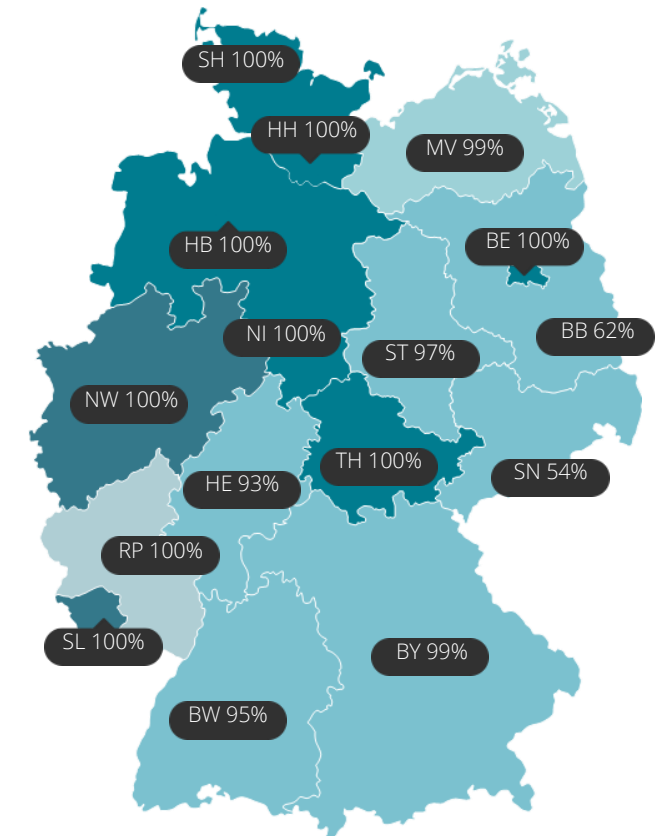 SH 100%
HH 100%
MV 99%
BE 100%
HB 100%
BB 62%
NI 100%
ST 97%
NW 100%
TH 100%
SN 54%
HE 93%
RP 100%
SL 100%
BY 99%
BW 95%